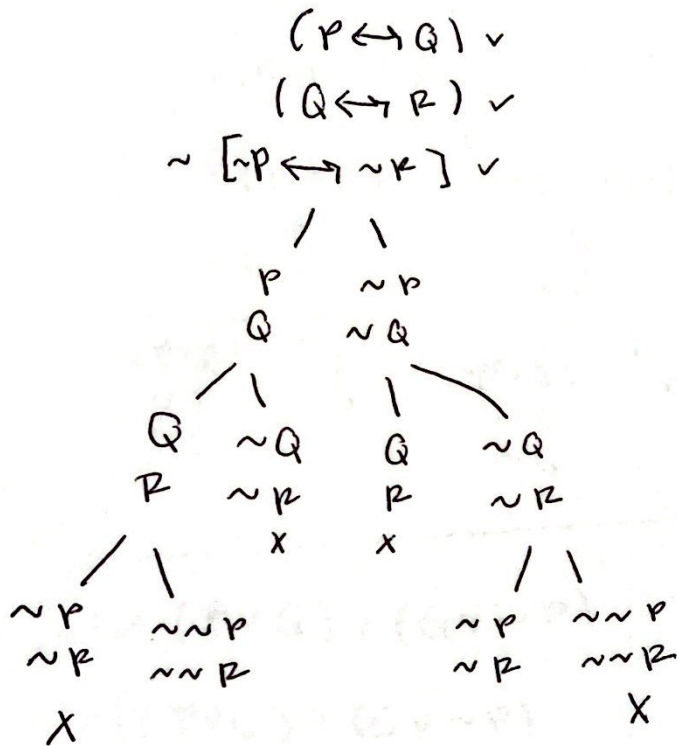 (P ↔ Q) ✓
(Q ↔ R) ✓
~ [~P ↔ ~R] ✓
P ~P
Q ~Q
Q ~Q Q ~Q
R ~R R ~R
X X
~P ~~P ~P ~~P
~R ~~R ~R ~~R
X X